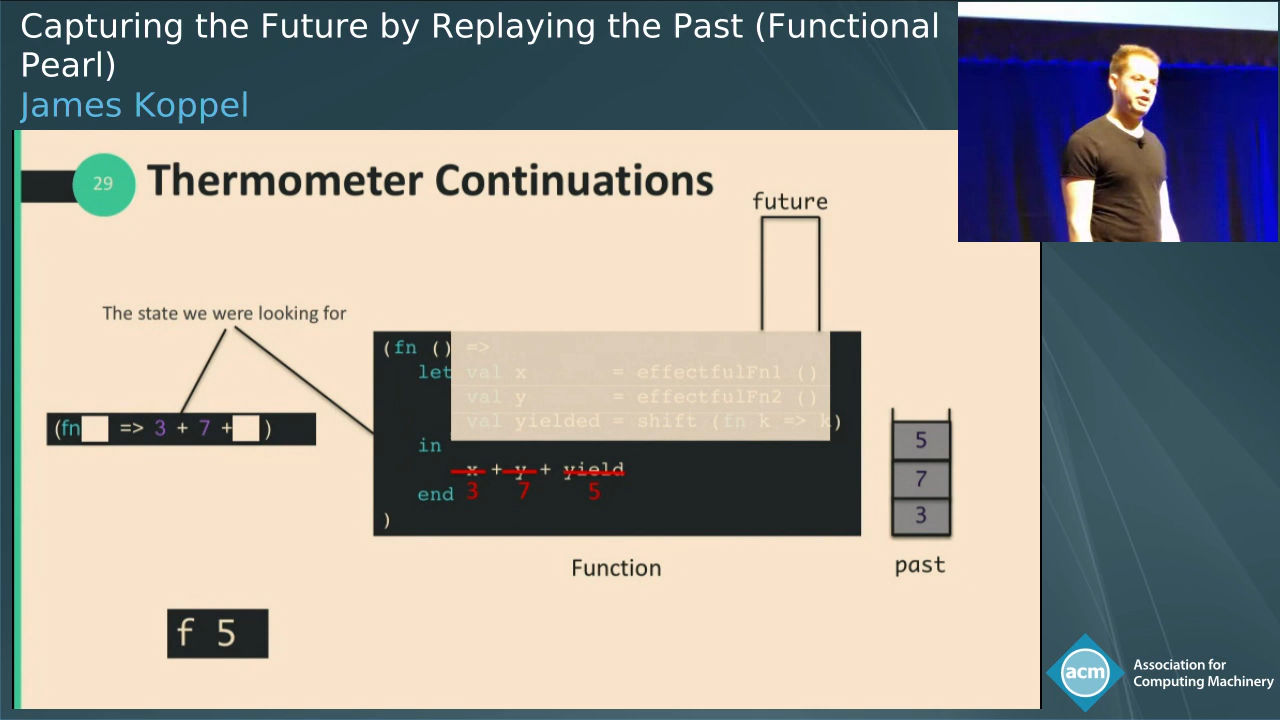 Capturing the Future by Replaying the Past (Functional
Pearl)
James Koppel
29
Thermometer Continuations
future
The state we were looking for
(fn () =>
let val x = effectfulFn1 ()
val y = effectfulFn2 ()
val yielded = shift (fn k => k)
in
x + y + yield
3 7 5
end
)
(fn => 3 + 7 + )
5
7
3
past
Function
f 5
acm
Association for
Computing Machinery